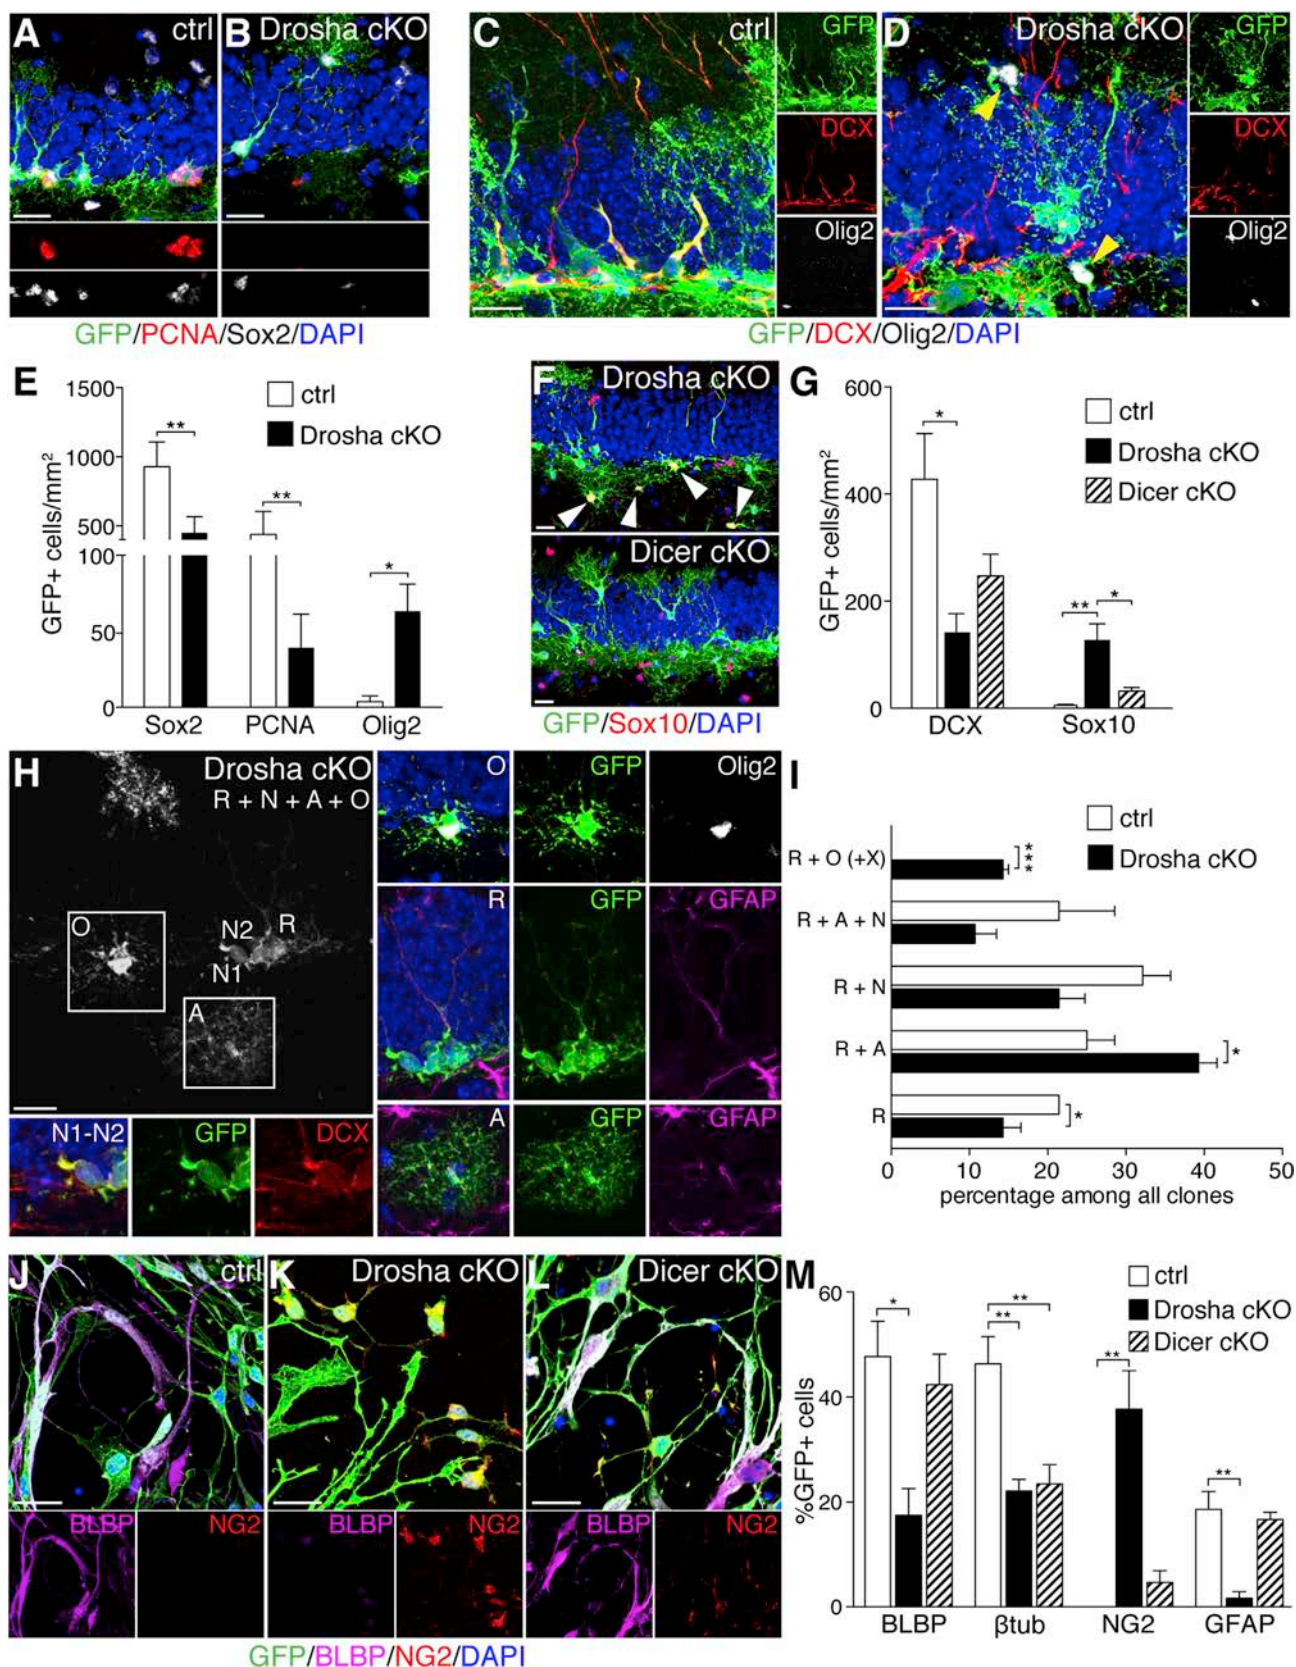 A ctrl
B Drosha cKO
GFP/PCNA/Sox2/DAPI
C ctrl
GFP
DCX
Olig2
D Drosha cKO
GFP
DCX
Olig2
GFP/DCX/Olig2/DAPI
E
1500
1000
500
100
50
0
GFP+ cells/mm²
ctrl
Drosha cKO
**
**
*
Sox2 PCNA Olig2
F Drosha cKO
Dicer cKO
GFP/Sox10/DAPI
G
600
400
200
0
GFP+ cells/mm²
ctrl
Drosha cKO
Dicer cKO
*
**
*
DCX Sox10
H Drosha cKO
R + N + A + O
O
N2
R
N1
A
N1-N2
GFP
DCX
O
GFP
Olig2
R
GFP
GFAP
A
GFP
GFAP
I
ctrl
Drosha cKO
R + O (+X)
***
R + A + N
R + N
R + A
*
R
*
0 10 20 30 40 50
percentage among all clones
J ctrl
BLBP
NG2
K Drosha cKO
BLBP
NG2
L Dicer cKO
BLBP
NG2
GFP/BLBP/NG2/DAPI
M
60
40
20
0
%GFP+ cells
ctrl
Drosha cKO
Dicer cKO
*
**
**
**
**
BLBP βtub NG2 GFAP